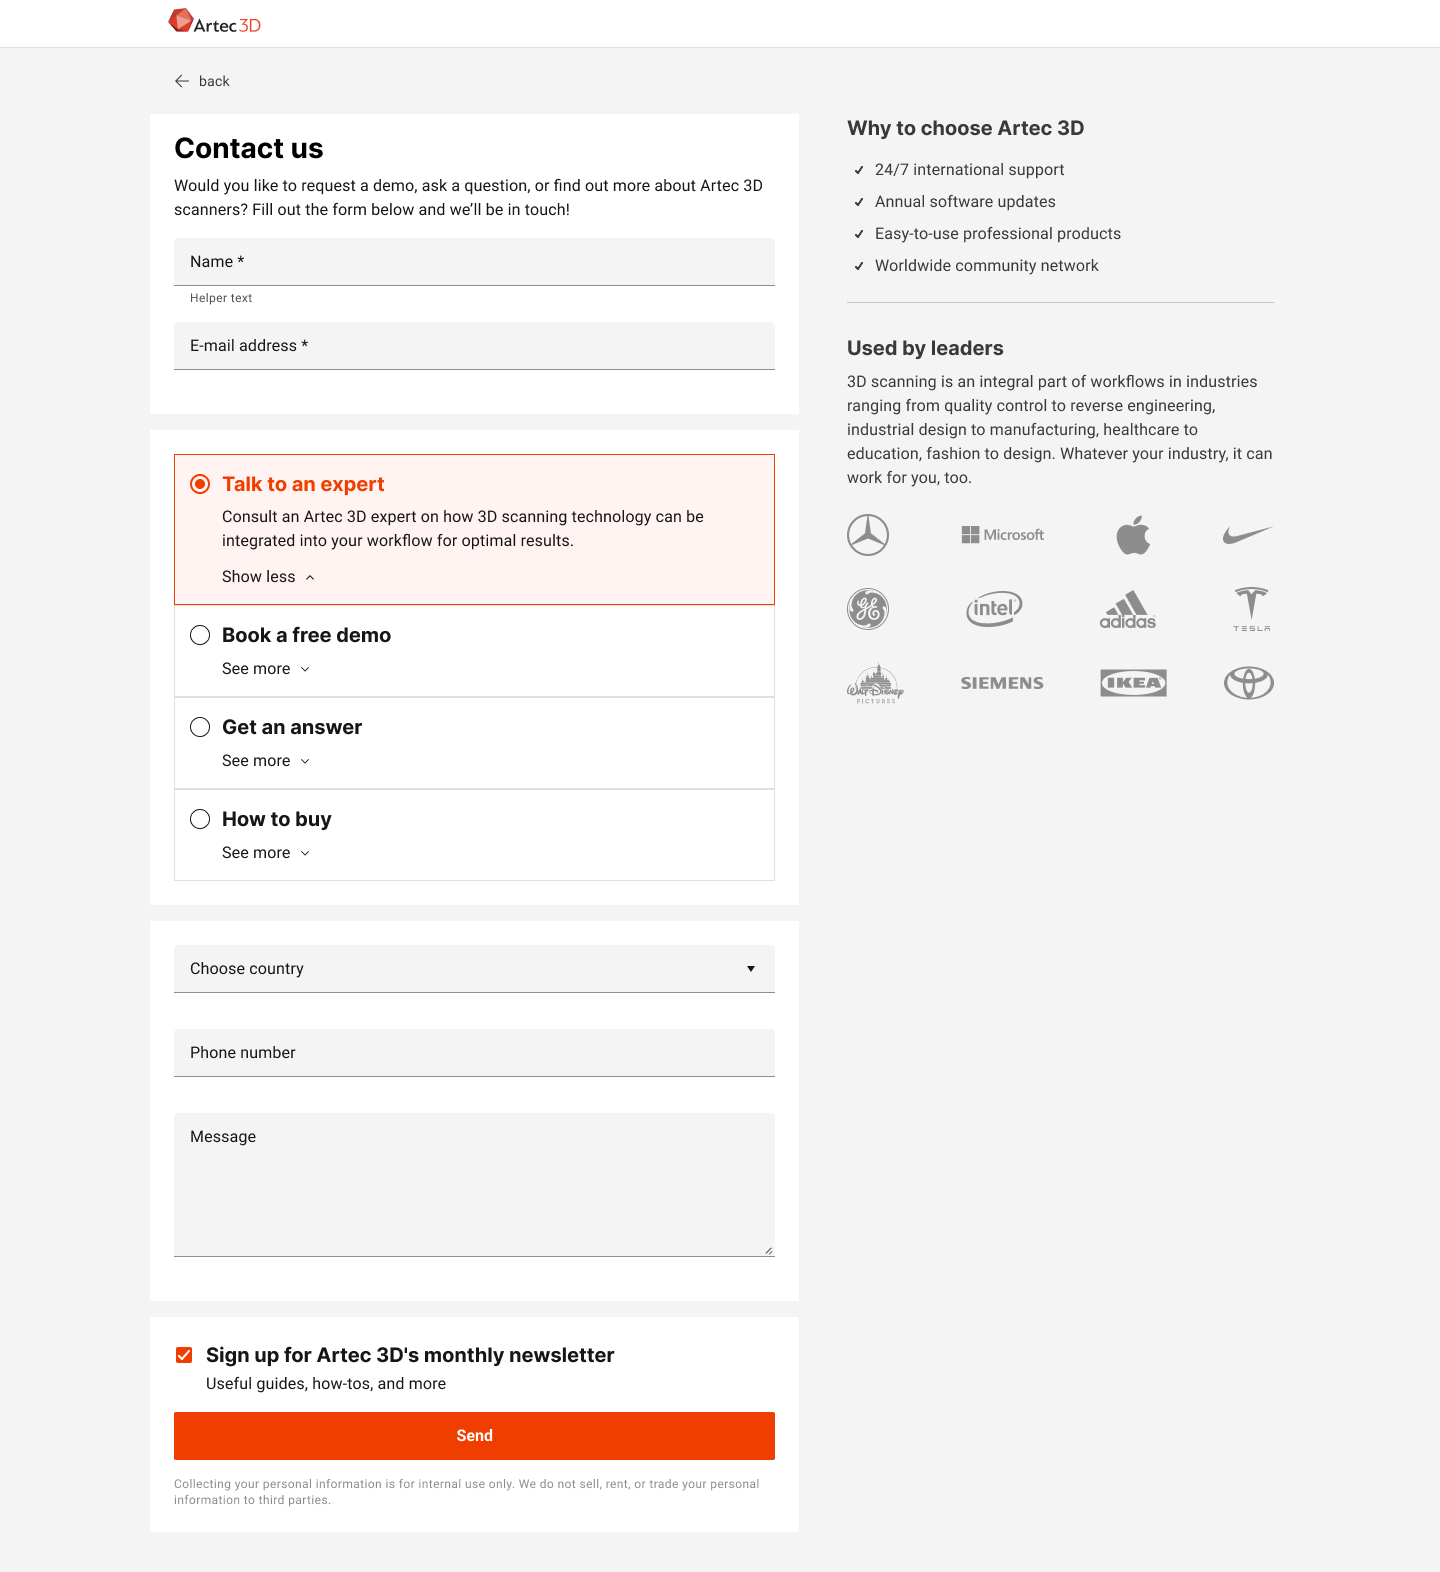 Artec 3D
back
Contact us
Would you like to request a demo, ask a question, or find out more about Artec 3D
scanners? Fill out the form below and we’ll be in touch!
Name *
Helper text
E-mail address *
Talk to an expert
Consult an Artec 3D expert on how 3D scanning technology can be
integrated into your workflow for optimal results.
Show less
Book a free demo
See more
Get an answer
See more
How to buy
See more
Choose country
Phone number
Message
Sign up for Artec 3D's monthly newsletter
Useful guides, how-tos, and more
Send
Collecting your personal information is for internal use only. We do not sell, rent, or trade your personal
information to third parties.
Why to choose Artec 3D
24/7 international support
Annual software updates
Easy-to-use professional products
Worldwide community network
Used by leaders
3D scanning is an integral part of workflows in industries
ranging from quality control to reverse engineering,
industrial design to manufacturing, healthcare to
education, fashion to design. Whatever your industry, it can
work for you, too.
Microsoft
GE
intel
adidas
TESLA
WALT DISNEY
PICTURES
SIEMENS
IKEA